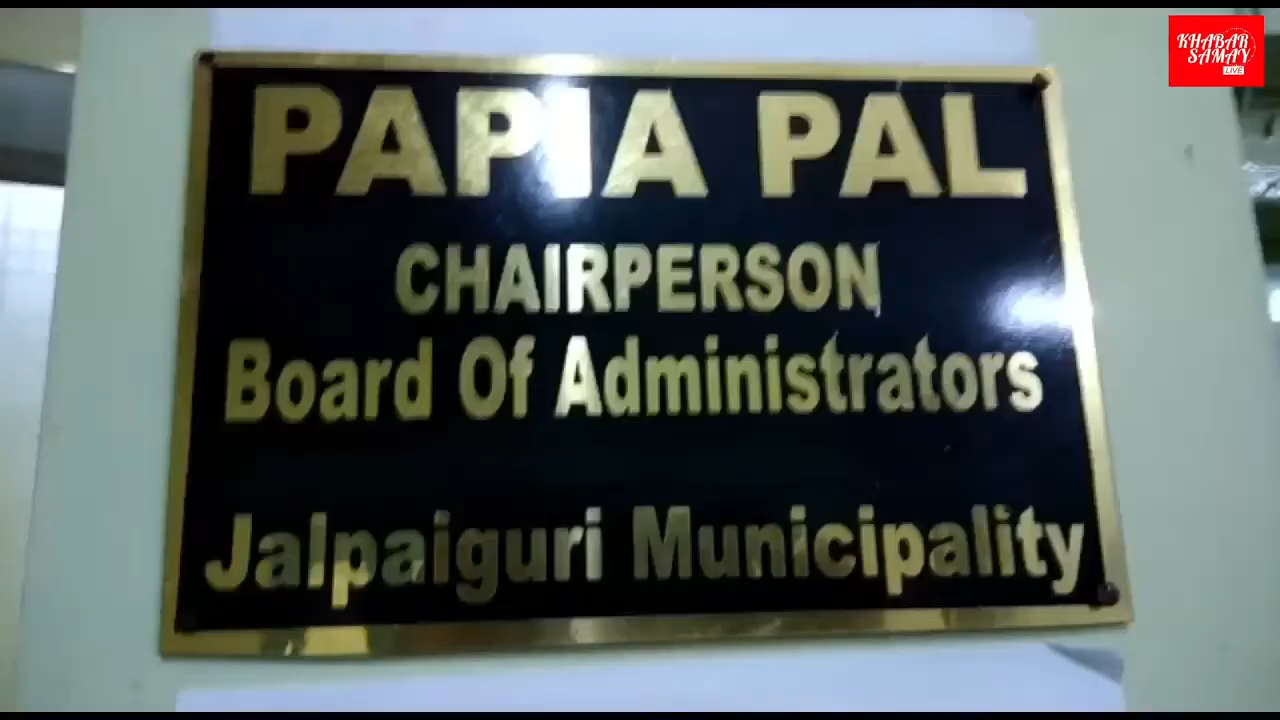 KHABAR
SAMAY
LIVE
PAPIA PAL
CHAIRPERSON
Board Of Administrators
Jalpaiguri Municipality